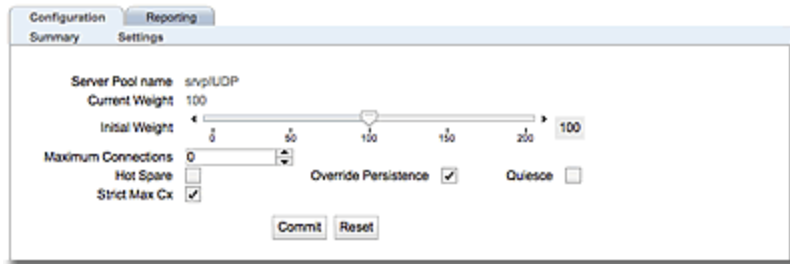 Configuration Reporting
Summary Settings
Server Pool name srvplUDP
Current Weight 100
Initial Weight 0 50 100 150 200 100
Maximum Connections 0
Hot Spare Override Persistence Quiesce
Strict Max Cx
Commit Reset